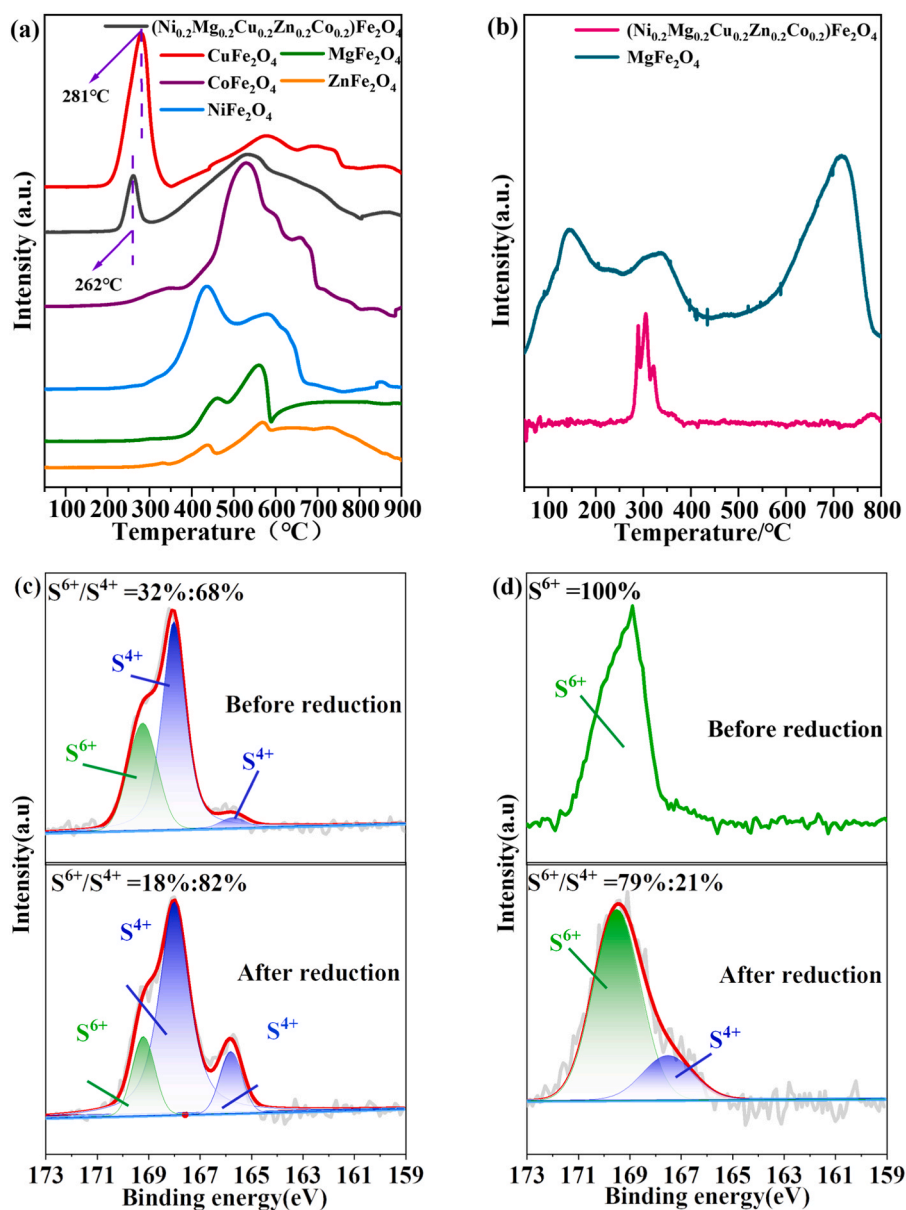 (a)
(Ni0.2Mg0.2Cu0.2Zn0.2Co0.2)Fe2O4
CuFe2O4
MgFe2O4
CoFe2O4
ZnFe2O4
NiFe2O4
281℃
262℃
Intensity (a.u.)
100 200 300 400 500 600 700 800 900
Temperature（℃）
(b)
(Ni0.2Mg0.2Cu0.2Zn0.2Co0.2)Fe2O4
MgFe2O4
Intensity(a.u.)
100 200 300 400 500 600 700 800
Temperature/℃
(c)
S6+/S4+ =32%:68%
S4+
Before reduction
S6+
S4+
S6+/S4+ =18%:82%
S4+
After reduction
S6+
S4+
Intensity(a.u)
173 171 169 167 165 163 161 159
Binding energy(eV)
(d)
S6+ =100%
S6+
Before reduction
S6+/S4+ =79%:21%
S6+
After reduction
S4+
Intensity(a.u)
173 171 169 167 165 163 161 159
Binding energy(eV)